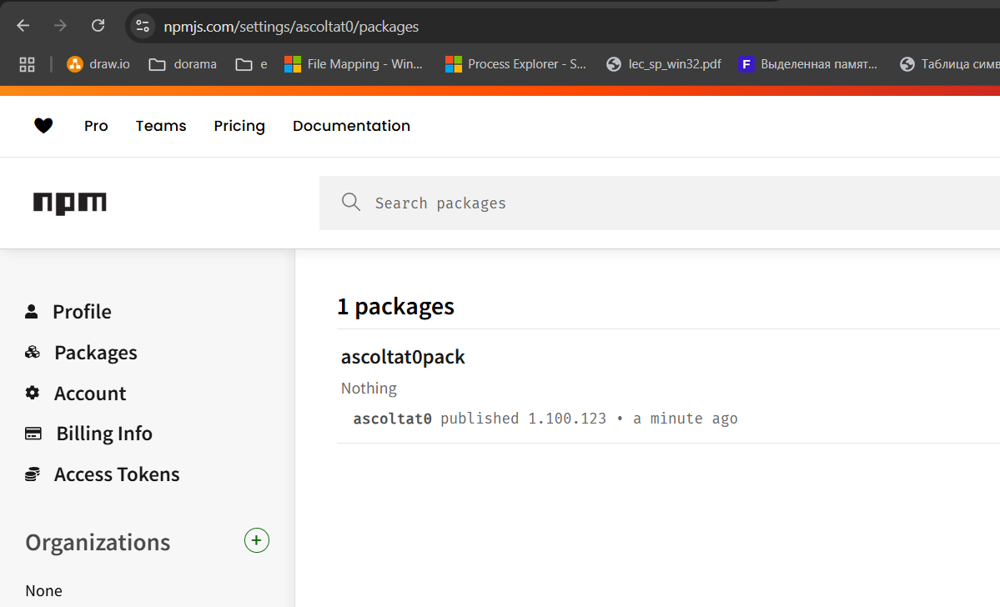 npmjs.com/settings/ascoltat0/packages
draw.io dorama e File Mapping - Win... Process Explorer - S... lec_sp_win32.pdf F Выделенная памят... Таблица симв
Pro Teams Pricing Documentation
npm Search packages
Profile
Packages
Account
Billing Info
Access Tokens
Organizations
None
1 packages
ascoltat0pack
Nothing
ascoltat0 published 1.100.123 • a minute ago